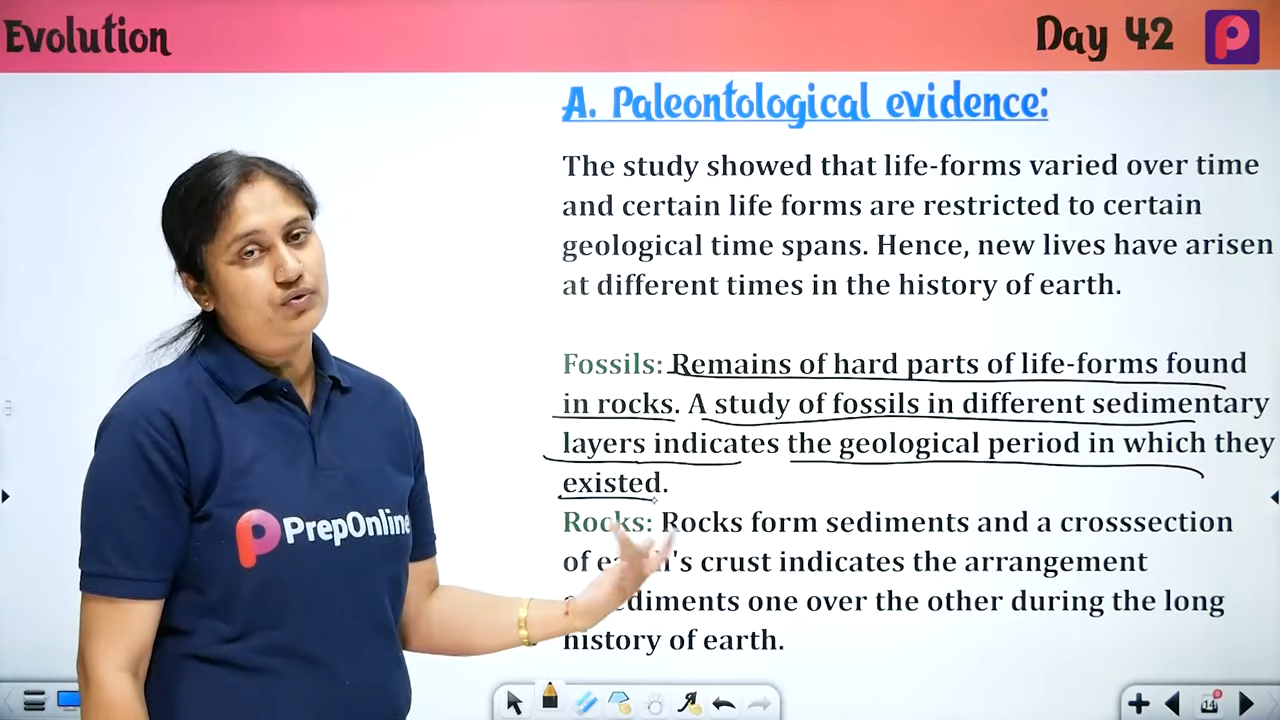 Evolution
Day 42
A. Paleontological evidence:
The study showed that life-forms varied over time
and certain life forms are restricted to certain
geological time spans. Hence, new lives have arisen
at different times in the history of earth.
Fossils: Remains of hard parts of life-forms found
in rocks. A study of fossils in different sedimentary
layers indicates the geological period in which they
existed.
Rocks: Rocks form sediments and a crosssection
of earth's crust indicates the arrangement
sediments one over the other during the long
history of earth.
PrepOnline
14